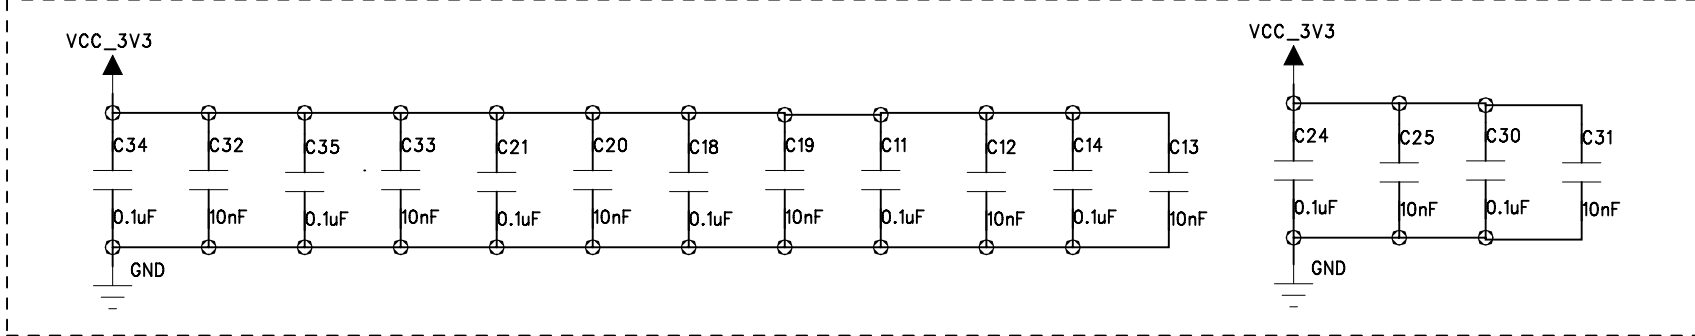 VCC_3V3
C34 C32 C35 C33 C21 C20 C18 C19 C11 C12 C14 C13
0.1uF 10nF 0.1uF 10nF 0.1uF 10nF 0.1uF 10nF 0.1uF 10nF 0.1uF 10nF
GND
VCC_3V3
C24 C25 C30 C31
0.1uF 10nF 0.1uF 10nF
GND